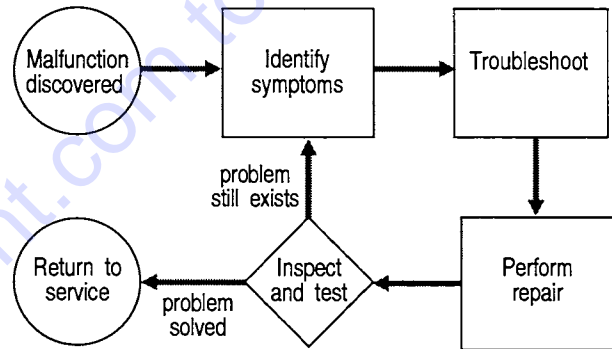 Malfunction
discovered
Identify
symptoms
Troubleshoot
problem
still exists
Return to
service
problem
solved
Inspect
and test
Perform
repair